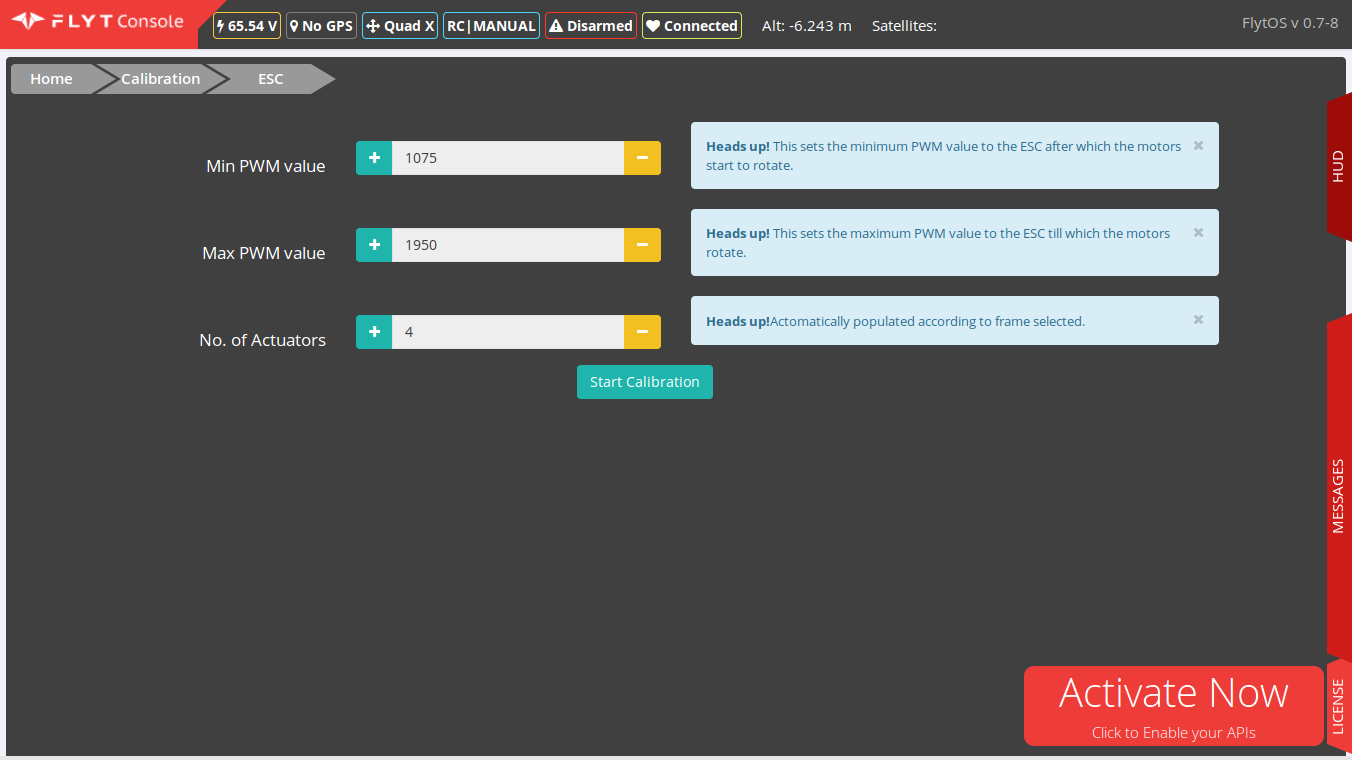 FLYT Console
65.54 V No GPS Quad X RC|MANUAL Disarmed Connected Alt: -6.243 m Satellites: FlytOS v 0.7-8
Home Calibration ESC
Min PWM value 1075
Heads up! This sets the minimum PWM value to the ESC after which the motors
start to rotate.
Max PWM value 1950
Heads up! This sets the maximum PWM value to the ESC till which the motors
rotate.
No. of Actuators 4
Heads up!Automatically populated according to frame selected.
Start Calibration
HUD
MESSAGES
LICENSE
Activate Now
Click to Enable your APIs